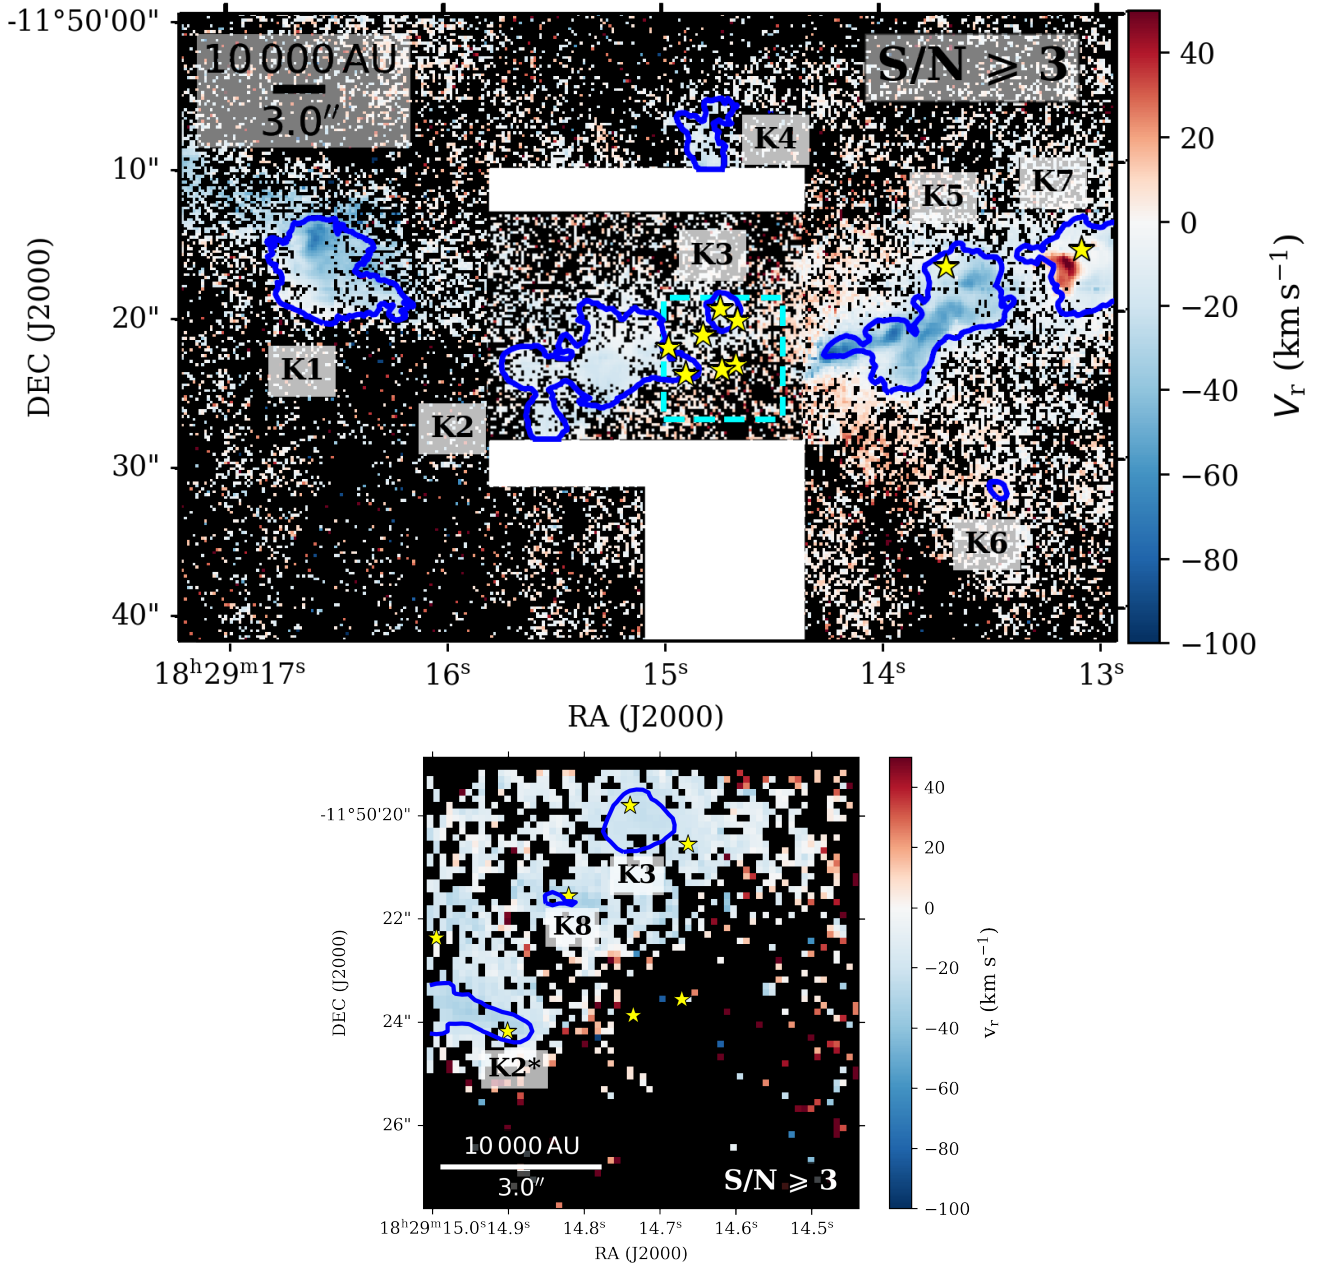 -11°50'00"
10 000 AU
3.0″
S/N ⩾ 3
K4
K5
K7
K3
K1
K2
K6
10"
20"
30"
40"
DEC (J2000)
18ʰ29ᵐ17ˢ
16ˢ
15ˢ
14ˢ
13ˢ
RA (J2000)
40
20
0
−20
−40
−60
−80
−100
Vᵣ (km s⁻¹)
-11°50'20"
22"
24"
26"
DEC (J2000)
K3
K8
K2*
10 000 AU
3.0″
S/N ⩾ 3
18ʰ29ᵐ15.0ˢ
14.9ˢ
14.8ˢ
14.7ˢ
14.6ˢ
14.5ˢ
RA (J2000)
40
20
0
−20
−40
−60
−80
−100
vᵣ (km s⁻¹)